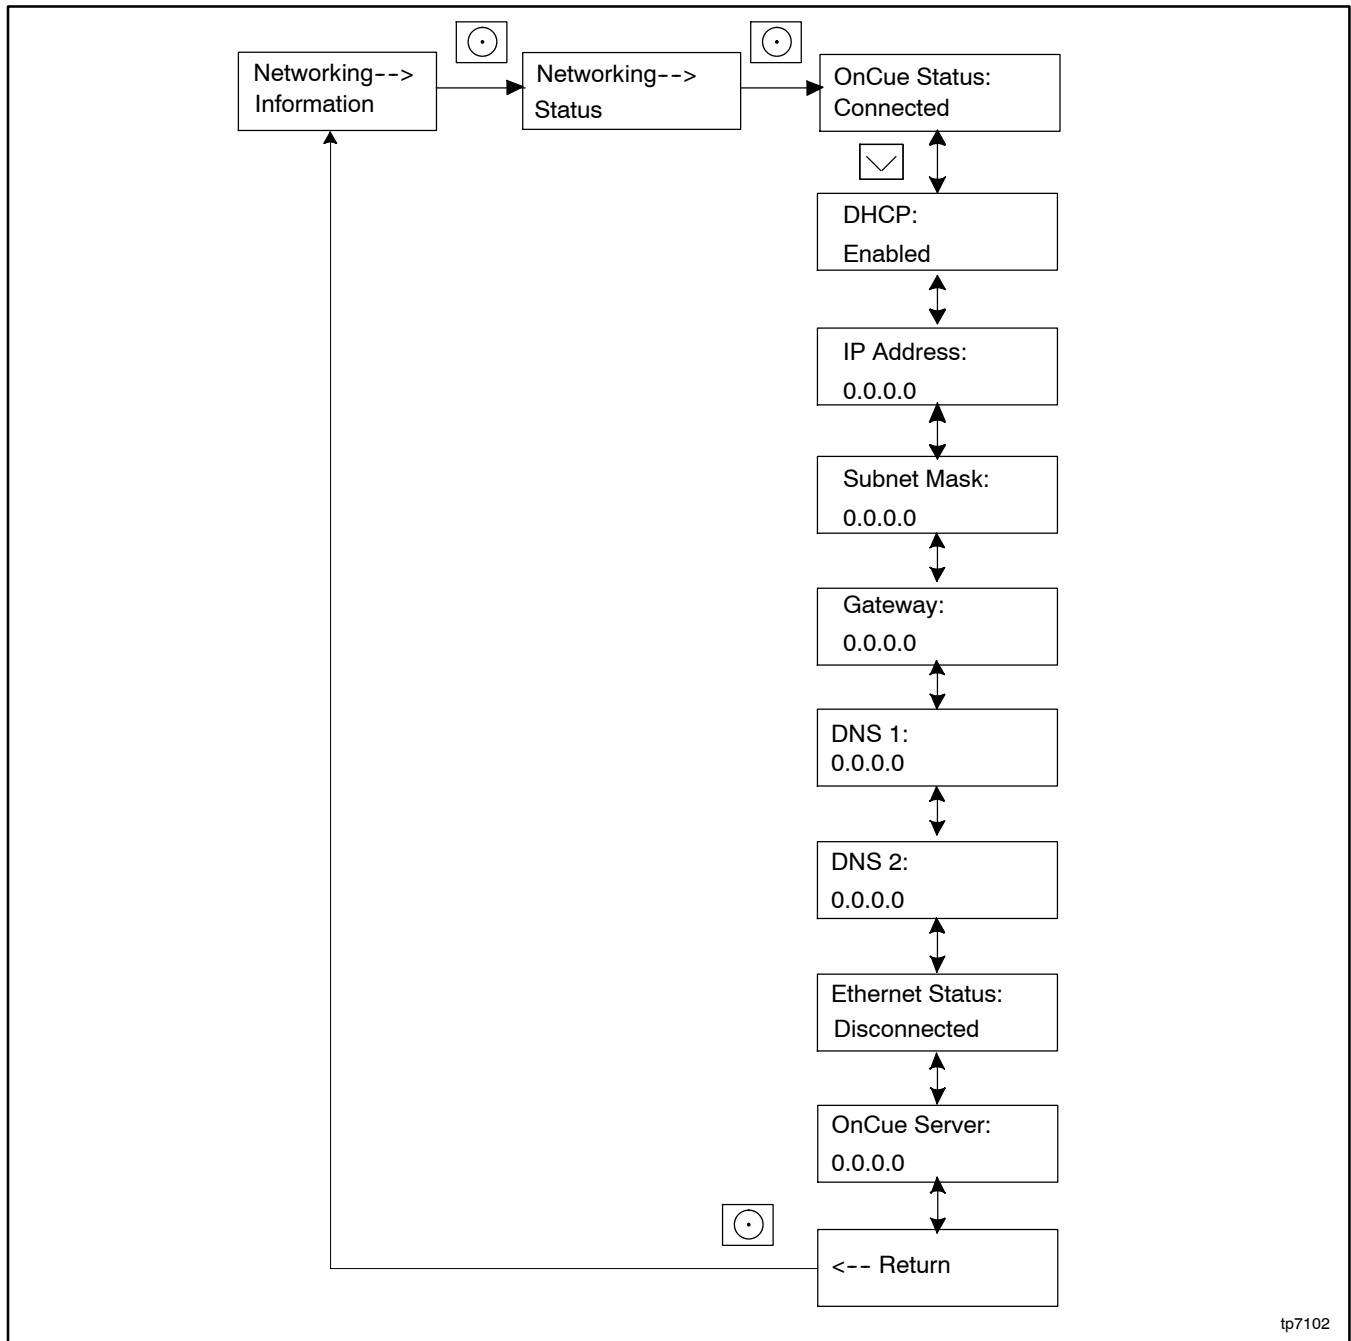 Networking-->
Information
Networking-->
Status
OnCue Status:
Connected
DHCP:
Enabled
IP Address:
0.0.0.0
Subnet Mask:
0.0.0.0
Gateway:
0.0.0.0
DNS 1:
0.0.0.0
DNS 2:
0.0.0.0
Ethernet Status:
Disconnected
OnCue Server:
0.0.0.0
<-- Return
tp7102